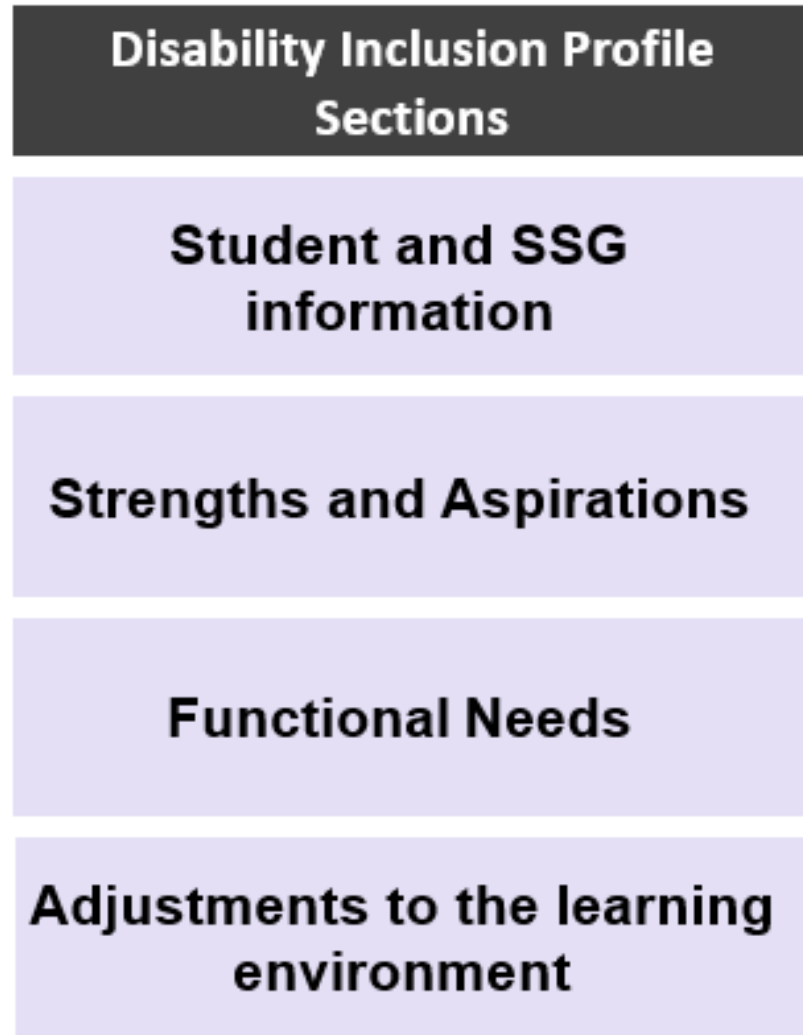 Disability Inclusion Profile
Sections
Student and SSG
information
Strengths and Aspirations
Functional Needs
Adjustments to the learning
environment